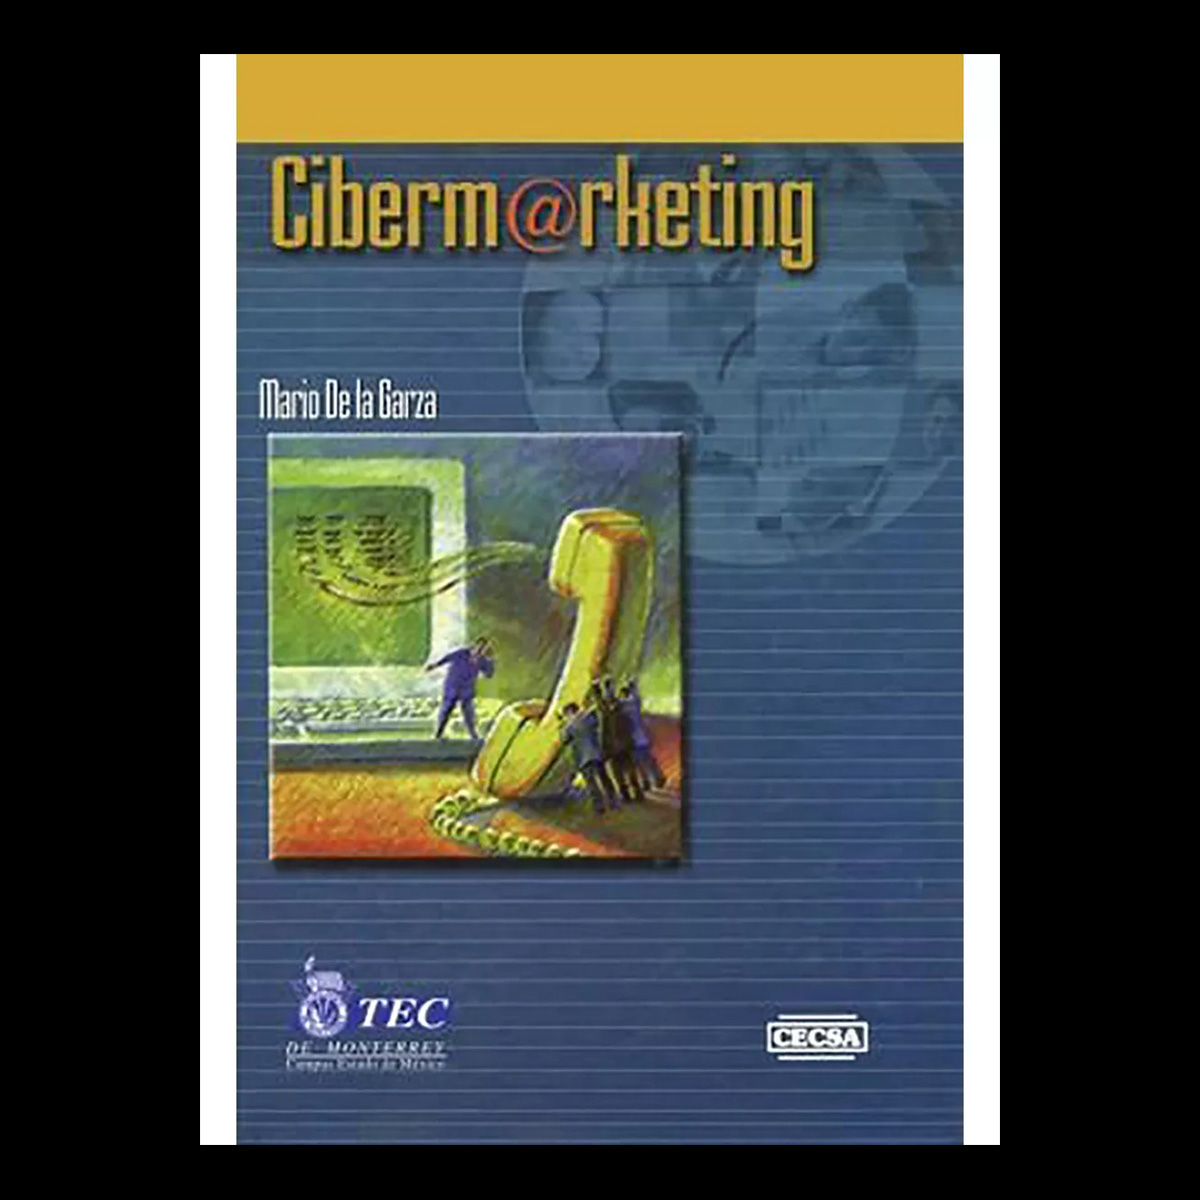 Ciberm@rketing
Mario De la Garza
TEC
DE MONTERREY
Campus Estado de México
CECSA